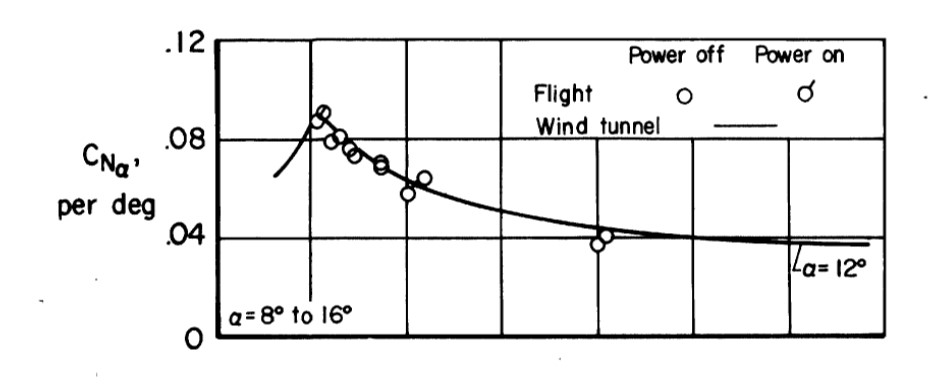 .12
Power off Power on
Flight
Wind tunnel
.08
C_Nα,
per deg
.04
α = 12°
α = 8° to 16°
0